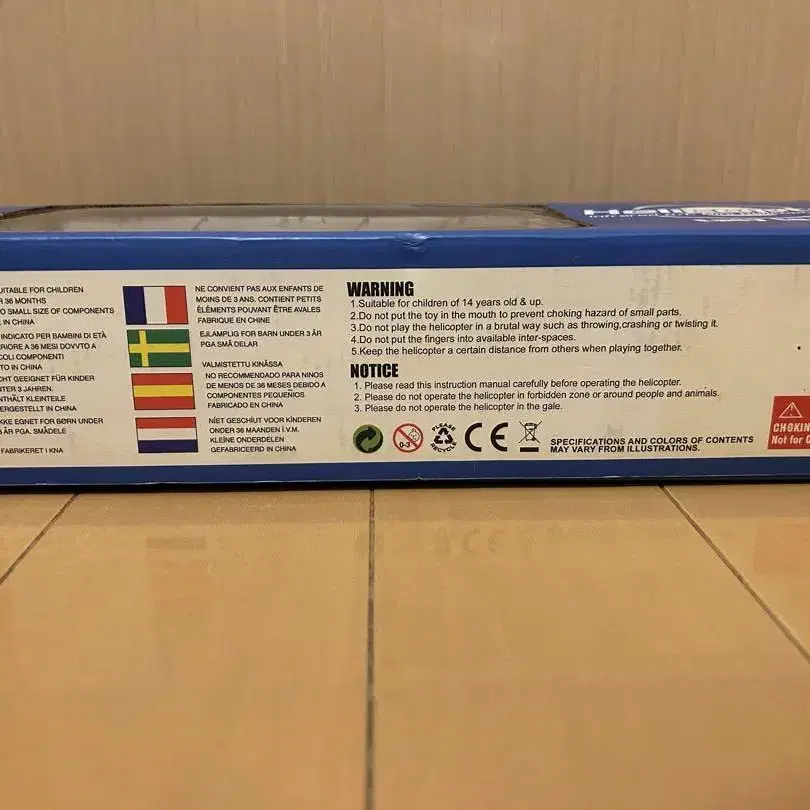 UITABLE FOR CHILDREN
36 MONTHS
O SMALL SIZE OF COMPONENTS
IN CHINA
INDICATO PER BAMBINI DI ETÀ
RIORE A 36 MESI DOVVTO A
COLI COMPONENTI
TO IN CHINA
CHT GEEIGNET FÜR KINDER
NTER 3 JAHREN.
NTHÄLT KLEINTEILE
ERGESTELLT IN CHINA
KKE EGNET FOR BØRN UNDER
ÅR PGA. SMÅDELE
FABRIKERET I KNA
NE CONVIENT PAS AUX ENFANTS DE
MOINS DE 3 ANS. CONTIENT PETITS
ÉLÉMENTS POUVANT ÊTRE AVALES
FABRIQUE EN CHINE
EJLAMPLIG FOR BARN UNDER 3 ÅR
PGA SMÅ DELAR
VALMISTETTU KINÅSSA
NO RECOMMENDADO PARA NINOS
DE MENOS DE 36 MESES DEBIDO A
COMPONENTES PEQUENIOS
FABRICADO EN CHINA
NÍET GESCHÍUT VOOR KÍNDEREN
ONDER 36 MAANDEN Í.V.M.
KLEINE ONDERDELEN
GEFABRICEERD IN CHINA
WARNING
1.Suitable for children of 14 years old & up.
2.Do not put the toy in the mouth to prevent choking hazard of small parts.
3.Do not play the helicopter in a brutal way such as throwing,crashing or twisting it.
4.Do not put the fingers into available inter-spaces.
5.Keep the helicopter a certain distance from others when playing together.
NOTICE
1. Please read this instruction manual carefully before operating the helicopter.
2. Please do not operate the helicopter in forbidden zone or around people and animals.
3. Please do not operate the helicopter in the gale.
0-3
PLEASE
RECYCLE
CE
SPECIFICATIONS AND COLORS OF CONTENTS
MAY VARY FROM ILLUSTRATIONS.
CHOKIN
Not for C